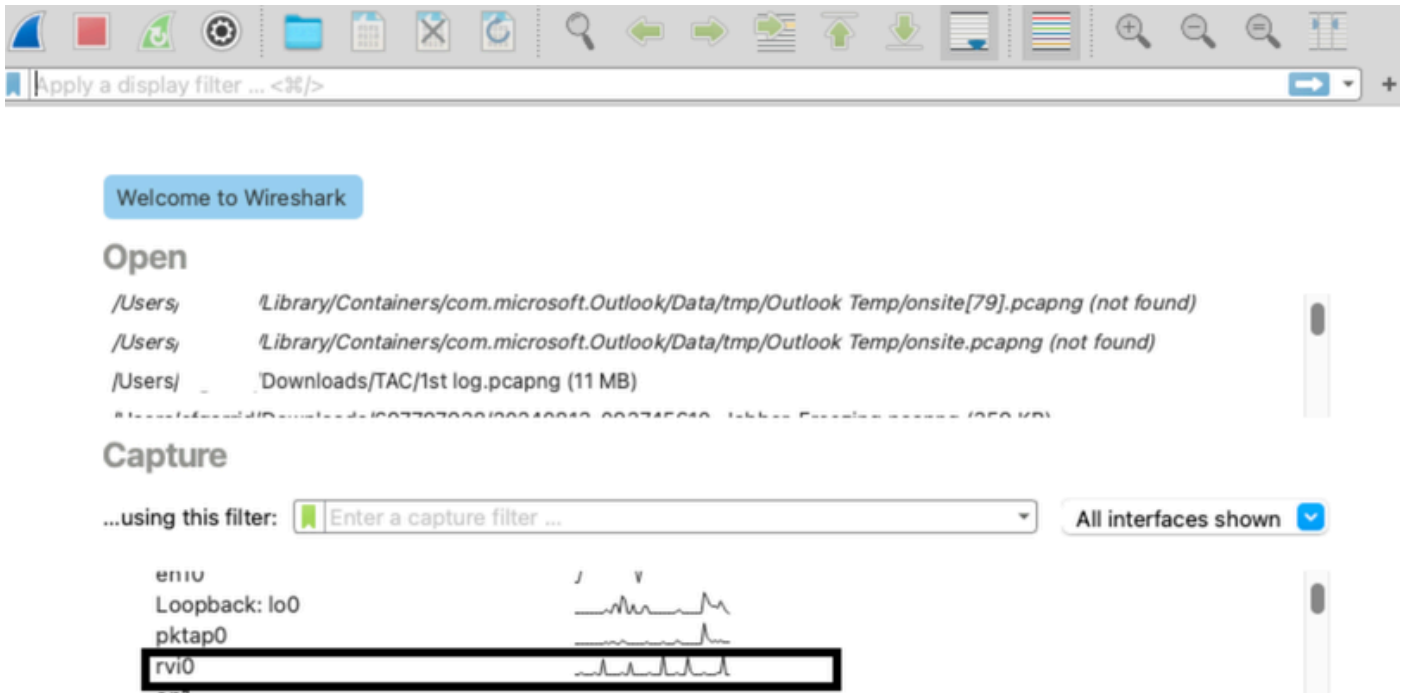 Apply a display filter ... <⌘/>
Welcome to Wireshark
Open
/Users/ /Library/Containers/com.microsoft.Outlook/Data/tmp/Outlook Temp/onsite[79].pcapng (not found)
/Users/ /Library/Containers/com.microsoft.Outlook/Data/tmp/Outlook Temp/onsite.pcapng (not found)
/Users/ /Downloads/TAC/1st log.pcapng (11 MB)
Capture
...using this filter: Enter a capture filter ... All interfaces shown
Loopback: lo0
pktap0
rvi0